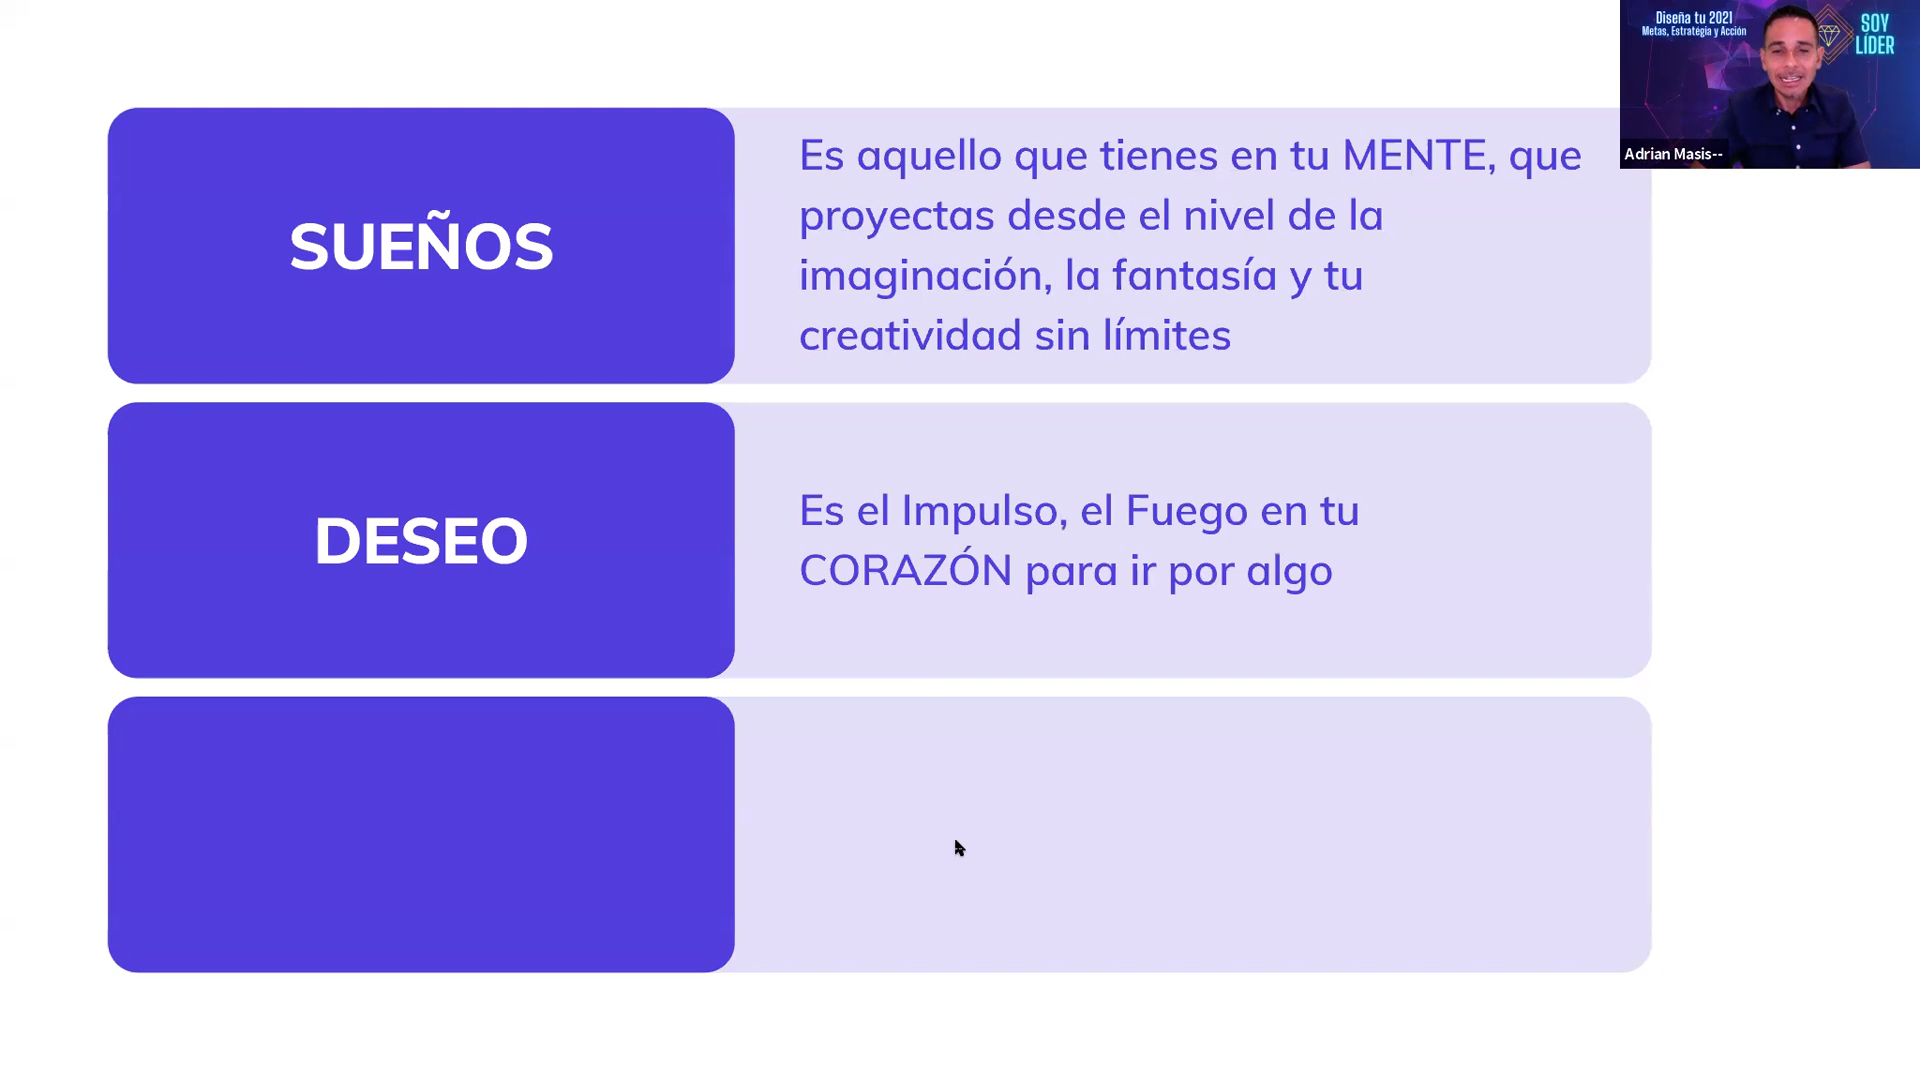 Diseña tu 2021
Metas, Estratégia y Acción
SOY
LÍDER
Adrian Masis--
SUEÑOS
Es aquello que tienes en tu MENTE, que
proyectas desde el nivel de la
imaginación, la fantasía y tu
creatividad sin límites
DESEO
Es el Impulso, el Fuego en tu
CORAZÓN para ir por algo